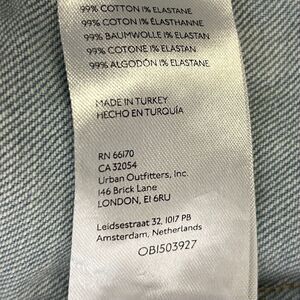 99% COTTON 1% ELASTANE
99% COTON 1% ELASTHANNE
99% BAUMWOLLE 1% ELASTAN
99% COTONE 1% ELASTAN
99% ALGODÓN 1% ELASTANE
MADE IN TURKEY
HECHO EN TURQUÍA
RN 66170
CA 32054
Urban Outfitters, Inc.
146 Brick Lane
LONDON, E1 6RU
Leidsestraat 32, 1017 PB
Amsterdam, Netherlands
OB1503927